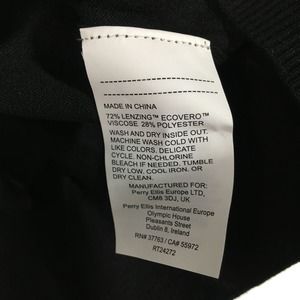 MADE IN CHINA
72% LENZING™ ECOVERO™
VISCOSE 28% POLYESTER
WASH AND DRY INSIDE OUT.
MACHINE WASH COLD WITH
LIKE COLORS. DELICATE
CYCLE. NON-CHLORINE
BLEACH IF NEEDED. TUMBLE
DRY LOW, COOL IRON. OR
DRY CLEAN.
MANUFACTURED FOR:
Perry Ellis Europe LTD,
CM8 3DJ, UK
Perry Ellis International Europe
Olympic House
Pleasants Street
Dublin 8, Ireland
RN# 37763 / CA# 55972
RT24272